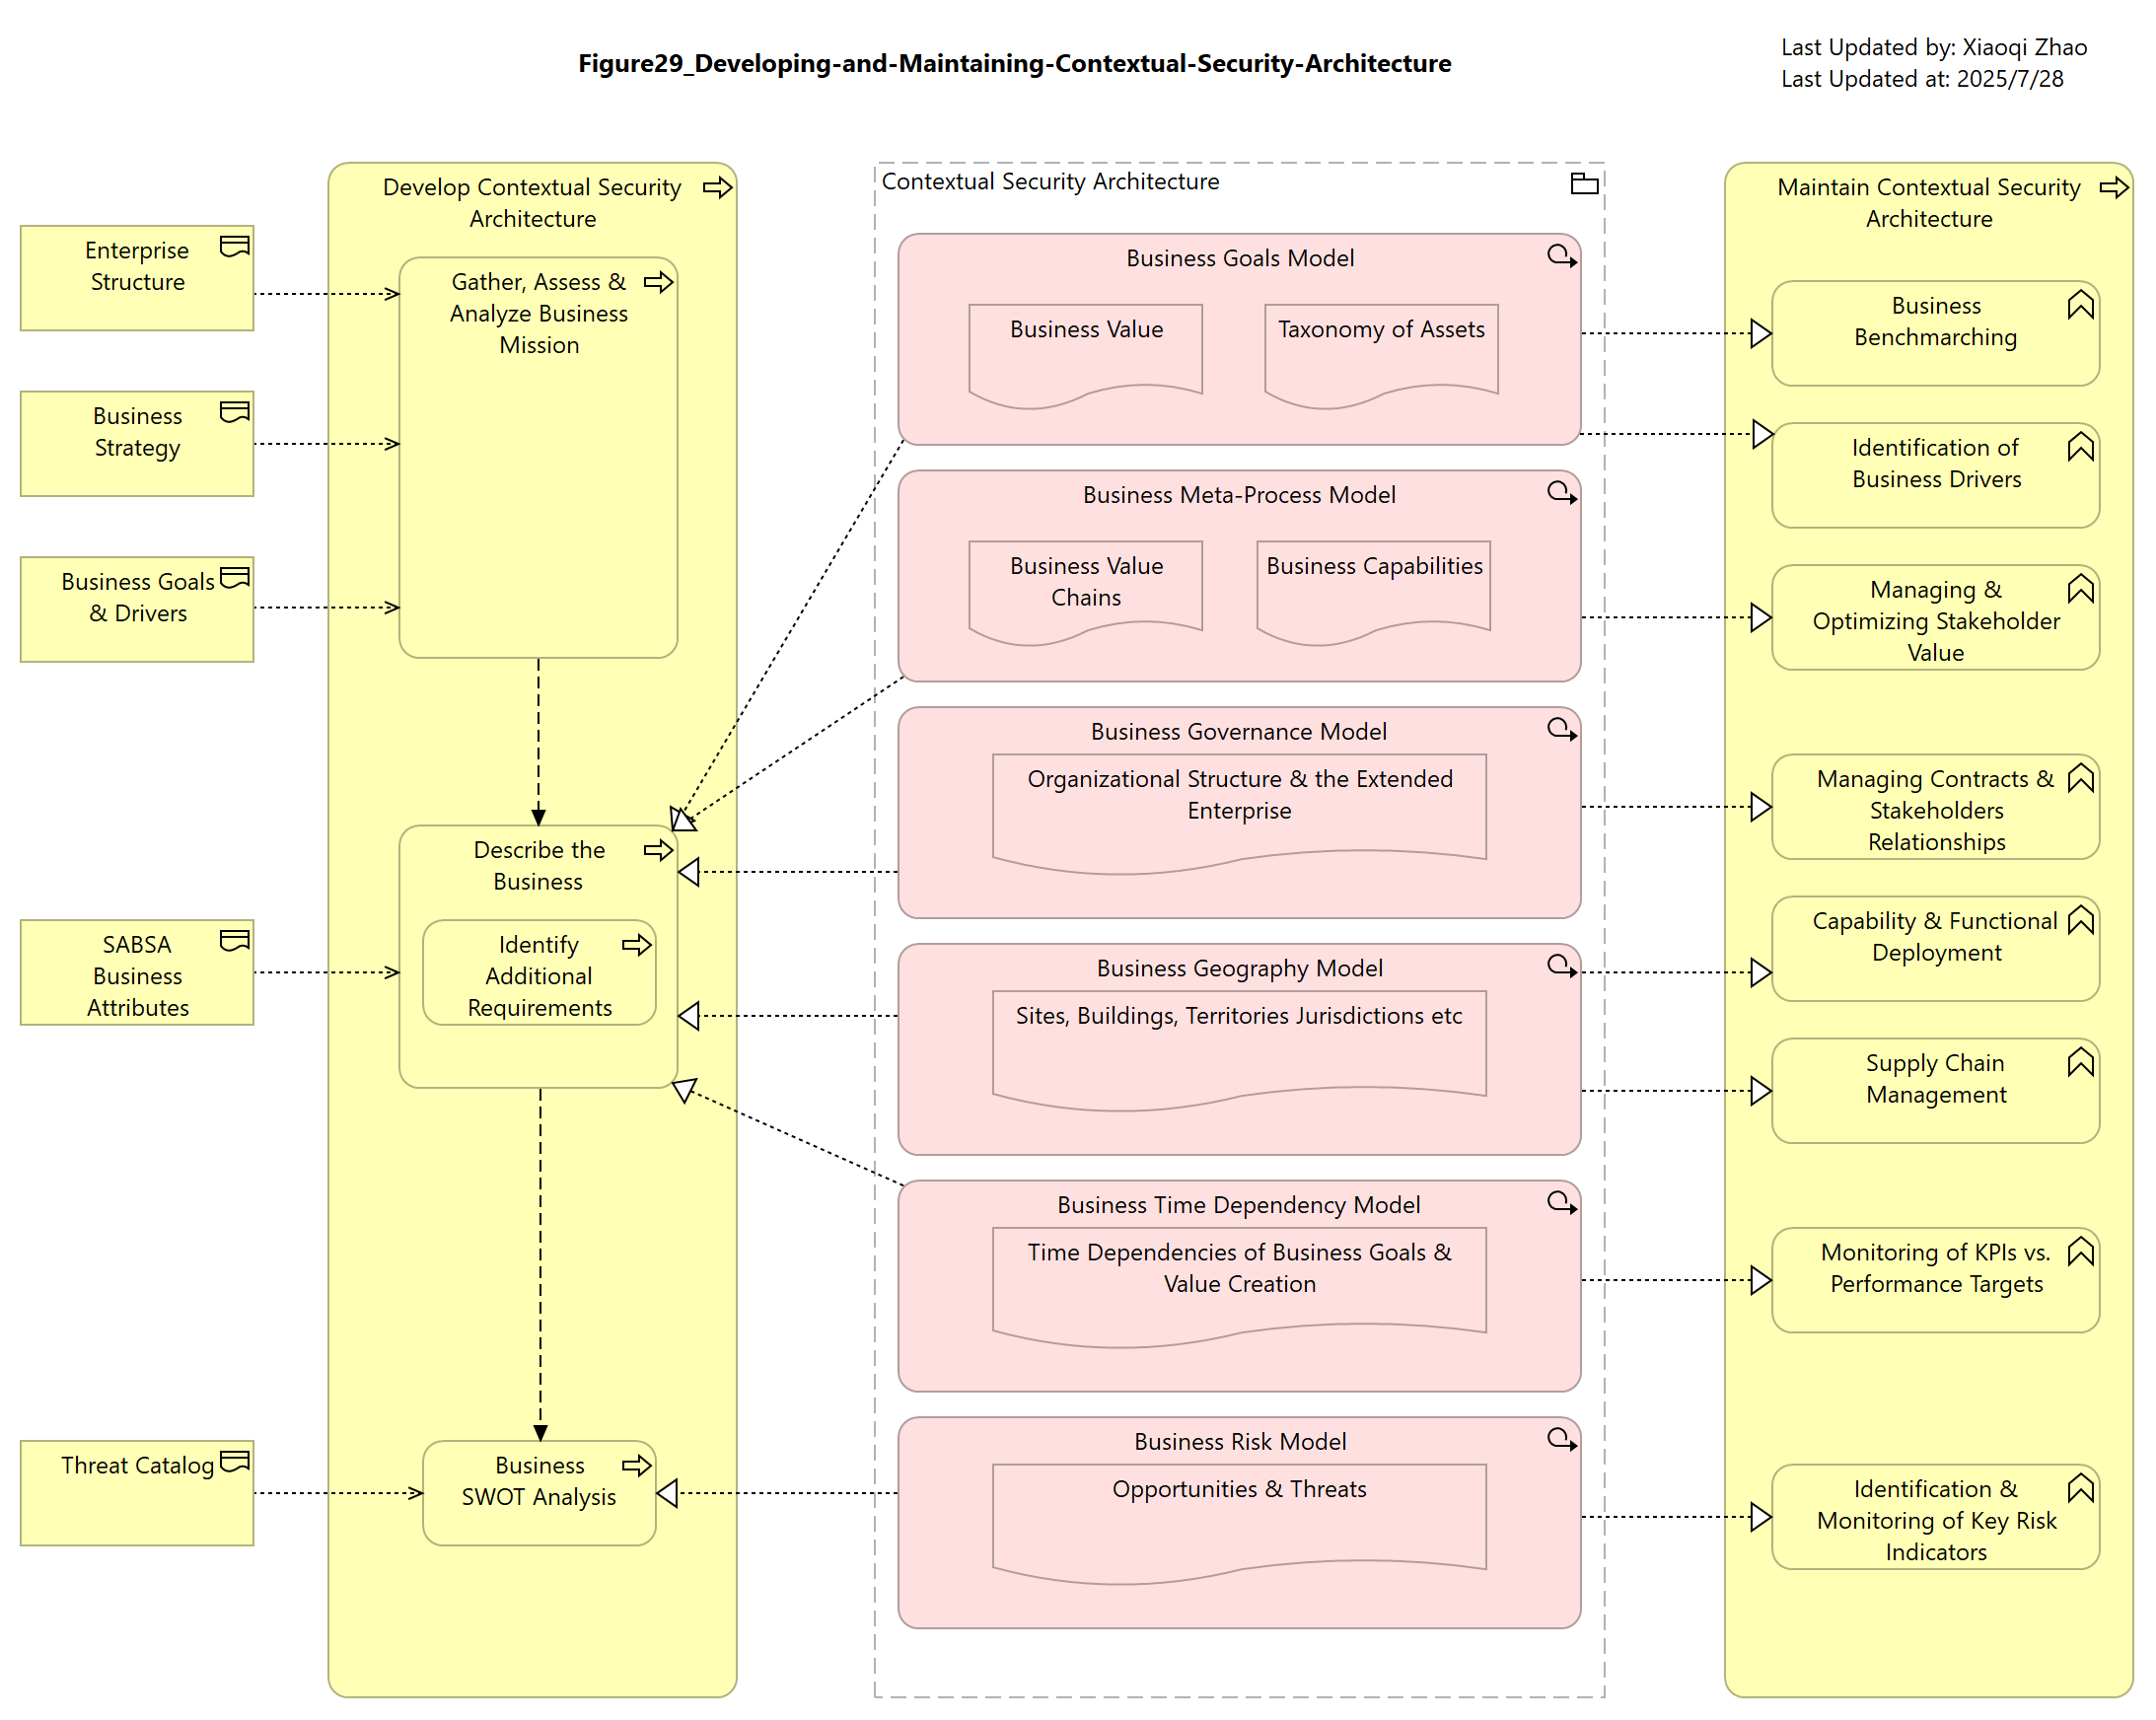 Figure29_Developing-and-Maintaining-Contextual-Security-Architecture
Last Updated by: Xiaoqi Zhao
Last Updated at: 2025/7/28
Enterprise
Structure
Business
Strategy
Business Goals
& Drivers
SABSA
Business
Attributes
Threat Catalog
Develop Contextual Security
Architecture
Gather, Assess &
Analyze Business
Mission
Describe the
Business
Identify
Additional
Requirements
Business
SWOT Analysis
Contextual Security Architecture
Business Goals Model
Business Value
Taxonomy of Assets
Business Meta-Process Model
Business Value
Chains
Business Capabilities
Business Governance Model
Organizational Structure & the Extended
Enterprise
Business Geography Model
Sites, Buildings, Territories Jurisdictions etc
Business Time Dependency Model
Time Dependencies of Business Goals &
Value Creation
Business Risk Model
Opportunities & Threats
Maintain Contextual Security
Architecture
Business
Benchmarching
Identification of
Business Drivers
Managing &
Optimizing Stakeholder
Value
Managing Contracts &
Stakeholders
Relationships
Capability & Functional
Deployment
Supply Chain
Management
Monitoring of KPIs vs.
Performance Targets
Identification &
Monitoring of Key Risk
Indicators